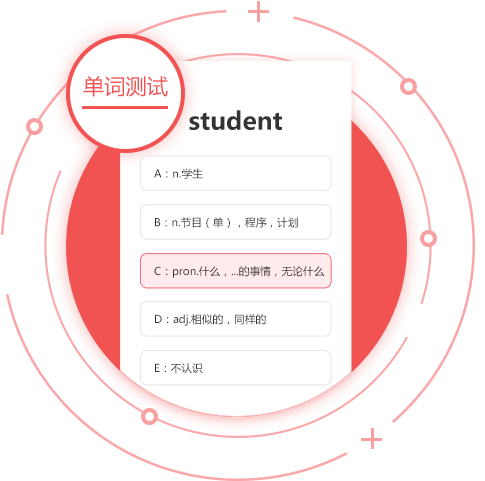 单词测试
student
A：n.学生
B：n.节目（单），程序，计划
C：pron.什么，...的事情，无论什么
D：adj.相似的，同样的
E：不认识